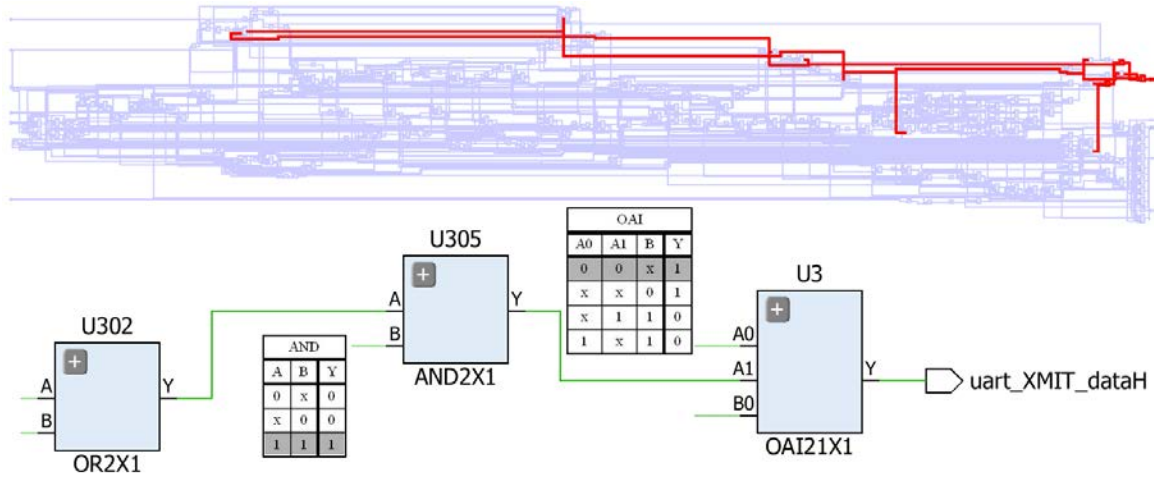 OAI
A0 A1 B Y
0 0 x 1
x x 0 1
x 1 1 0
1 x 1 0
U305
A
B
Y
AND2X1
U3
A0
A1
B0
Y
OAI21X1
uart_XMIT_dataH
U302
A
B
Y
OR2X1
AND
A B Y
0 x 0
x 0 0
1 1 1